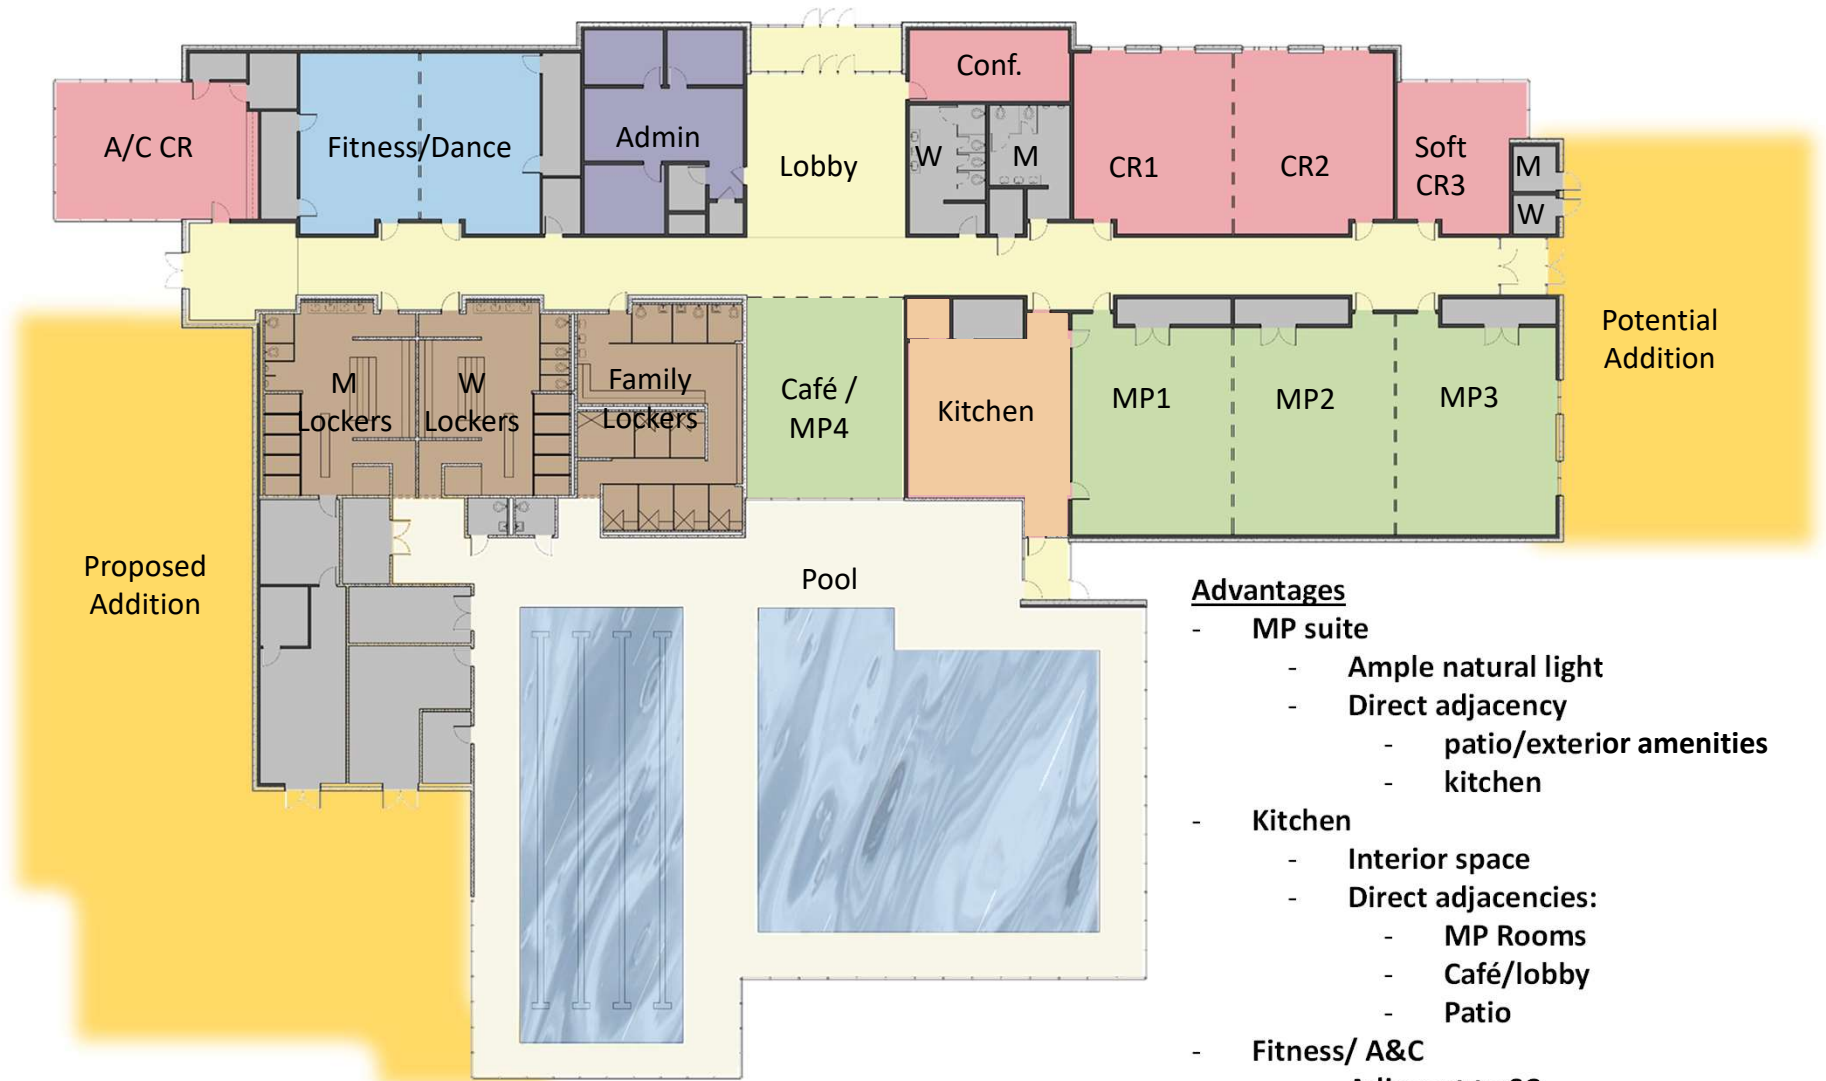 Conf.
A/C CR
Fitness/Dance
Admin
Lobby
W
M
CR1
CR2
Soft
CR3
M
W
Potential
Addition
M
Lockers
W
Lockers
Family
Lockers
Café /
MP4
Kitchen
MP1
MP2
MP3
Proposed
Addition
Pool
Advantages
- MP suite
- Ample natural light
- Direct adjacency
- patio/exterior amenities
- kitchen
- Kitchen
- Interior space
- Direct adjacencies:
- MP Rooms
- Café/lobby
- Patio
- Fitness/ A&C